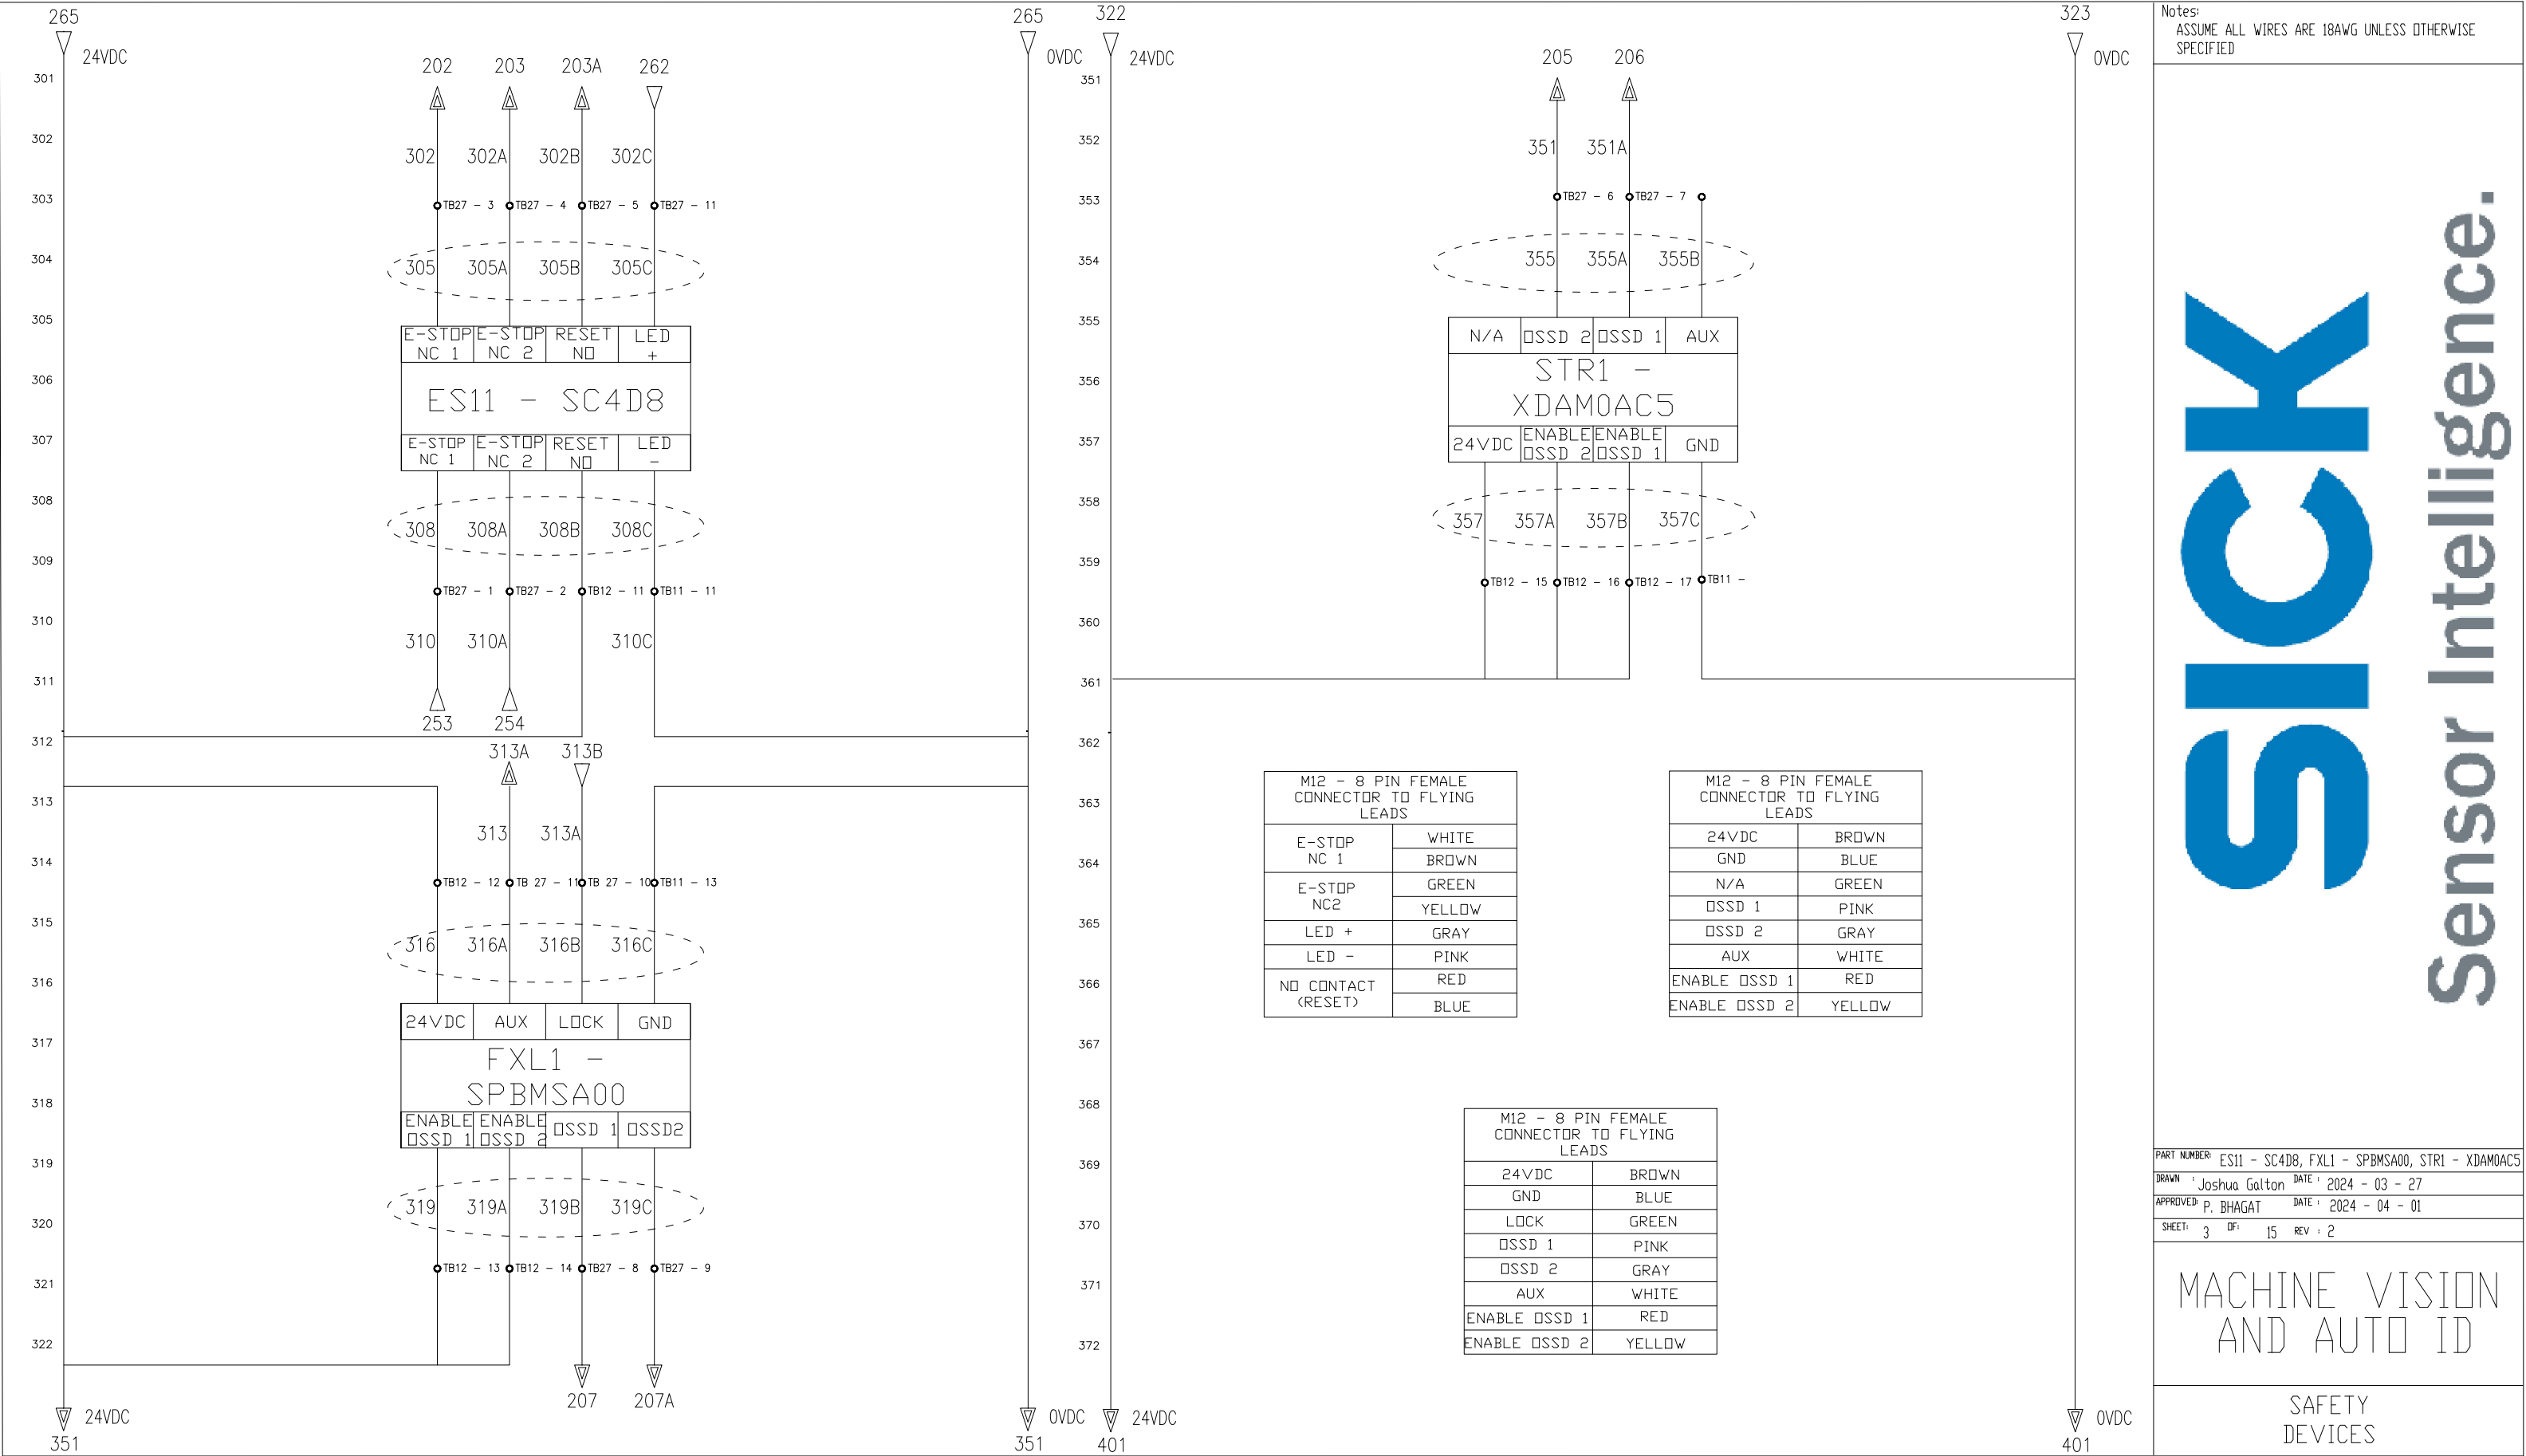 265
24VDC
301
302
303
304
305
306
307
308
309
310
311
312
313
314
315
316
317
318
319
320
321
322
24VDC
351
202 203 203A 262
302 302A 302B 302C
TB27 - 3 TB27 - 4 TB27 - 5 TB27 - 11
305 305A 305B 305C
E-STOP NC 1
E-STOP NC 2
RESET NO
LED +
ES11 - SC4D8
E-STOP NC 1
E-STOP NC 2
RESET NO
LED -
308 308A 308B 308C
TB27 - 1 TB27 - 2 TB12 - 11 TB11 - 11
310 310A 310C
253 254
313A 313B
313 313A
TB12 - 12 TB 27 - 11 TB 27 - 10 TB11 - 13
316 316A 316B 316C
24VDC AUX LOCK GND
FXL1 -
SPBMSA00
ENABLE OSSD 1
ENABLE OSSD 2
OSSD 1
OSSD2
319 319A 319B 319C
TB12 - 13 TB12 - 14 TB27 - 8 TB27 - 9
207 207A
265
0VDC
0VDC
351
322
24VDC
351
352
353
354
355
356
357
358
359
360
361
362
363
364
365
366
367
368
369
370
371
372
24VDC
401
205 206
351 351A
TB27 - 6 TB27 - 7
355 355A 355B
N/A OSSD 2 OSSD 1 AUX
STR1 -
XDAM0AC5
24VDC
ENABLE OSSD 2
ENABLE OSSD 1
GND
357 357A 357B 357C
TB12 - 15 TB12 - 16 TB12 - 17 TB11 -
M12 - 8 PIN FEMALE
CONNECTOR TO FLYING
LEADS
E-STOP
NC 1
WHITE
BROWN
E-STOP
NC2
GREEN
YELLOW
LED + GRAY
LED - PINK
NO CONTACT
(RESET)
RED
BLUE
M12 - 8 PIN FEMALE
CONNECTOR TO FLYING
LEADS
24VDC BROWN
GND BLUE
N/A GREEN
OSSD 1 PINK
OSSD 2 GRAY
AUX WHITE
ENABLE OSSD 1 RED
ENABLE OSSD 2 YELLOW
M12 - 8 PIN FEMALE
CONNECTOR TO FLYING
LEADS
24VDC BROWN
GND BLUE
LOCK GREEN
OSSD 1 PINK
OSSD 2 GRAY
AUX WHITE
ENABLE OSSD 1 RED
ENABLE OSSD 2 YELLOW
323
0VDC
0VDC
401
Notes:
ASSUME ALL WIRES ARE 18AWG UNLESS OTHERWISE
SPECIFIED
SICK
Sensor Intelligence.
PART NUMBER: ES11 - SC4D8, FXL1 - SPBMSA00, STR1 - XDAM0AC5
DRAWN : Joshua Galton DATE : 2024 - 03 - 27
APPROVED: P. BHAGAT DATE : 2024 - 04 - 01
SHEET: 3 OF: 15 REV : 2
MACHINE VISION
AND AUTO ID
SAFETY
DEVICES